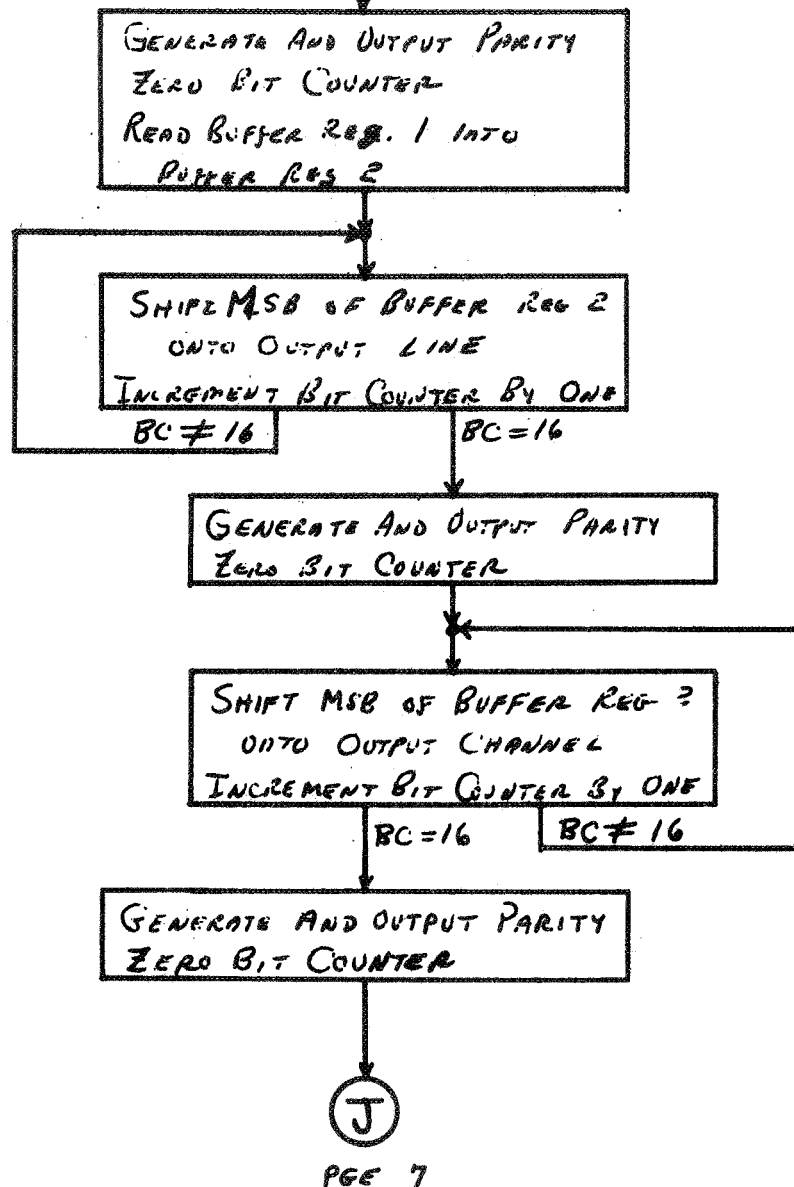 GENERATE AND OUTPUT PARITY
ZERO BIT COUNTER
READ BUFFER REG. 1 INTO
BUFFER REG 2
SHIFT MSB OF BUFFER REG 2
ONTO OUTPUT LINE
INCREMENT BIT COUNTER BY ONE
BC ≠ 16
BC = 16
GENERATE AND OUTPUT PARITY
ZERO BIT COUNTER
SHIFT MSB OF BUFFER REG
ONTO OUTPUT CHANNEL
INCREMENT BIT COUNTER BY ONE
BC = 16
BC ≠ 16
GENERATE AND OUTPUT PARITY
ZERO BIT COUNTER
J
PGE 7